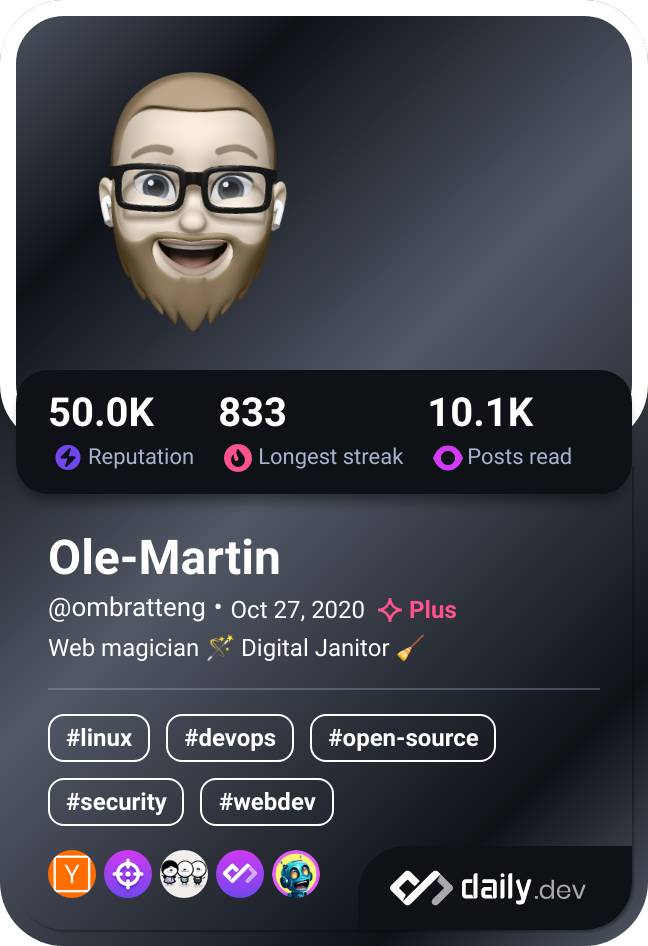 50.0K 833 10.1K
Reputation Longest streak Posts read
Ole-Martin
@ombratteng • Oct 27, 2020 Plus
Web magician 🪄 Digital Janitor 🧹
#linux #devops #open-source
#security #webdev
Y
daily.dev